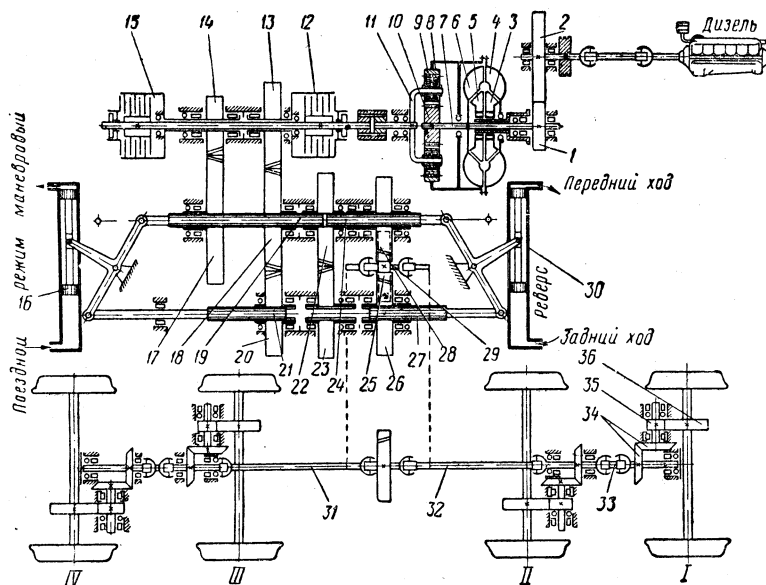 14 13
15 12 11 10 9 8 7 6 5 4 3 2 Дизель
1
Передний ход
маневровый
режим
Поездной
16
30
Реверс
17 18 19 20 21 22 23 24 25 26 27 28 29
Задний ход
36
35
34
31 32 33
IV III II I